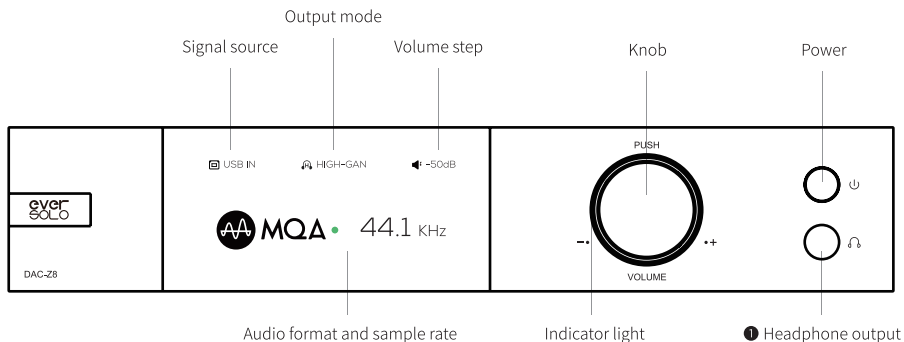 Output mode
Signal source
Volume step
Knob
Power
PUSH
USB IN
HIGH-GAN
-50dB
ever
SOLO
MQA
44.1 KHz
-
+
DAC-Z8
VOLUME
Audio format and sample rate
Indicator light
❶ Headphone output